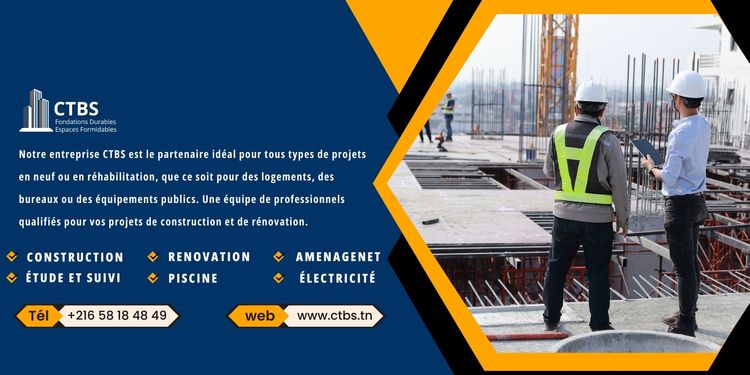 CTBS
Fondations Durables
Espaces Formidables
Notre entreprise CTBS est le partenaire idéal pour tous types de projets
en neuf ou en réhabilitation, que ce soit pour des logements, des
bureaux ou des équipements publics. Une équipe de professionnels
qualifiés pour vos projets de construction et de rénovation.
CONSTRUCTION RENOVATION AMENAGENET
ÉTUDE ET SUIVI PISCINE ÉLECTRICITÉ
Tél +216 58 18 48 49 web www.ctbs.tn